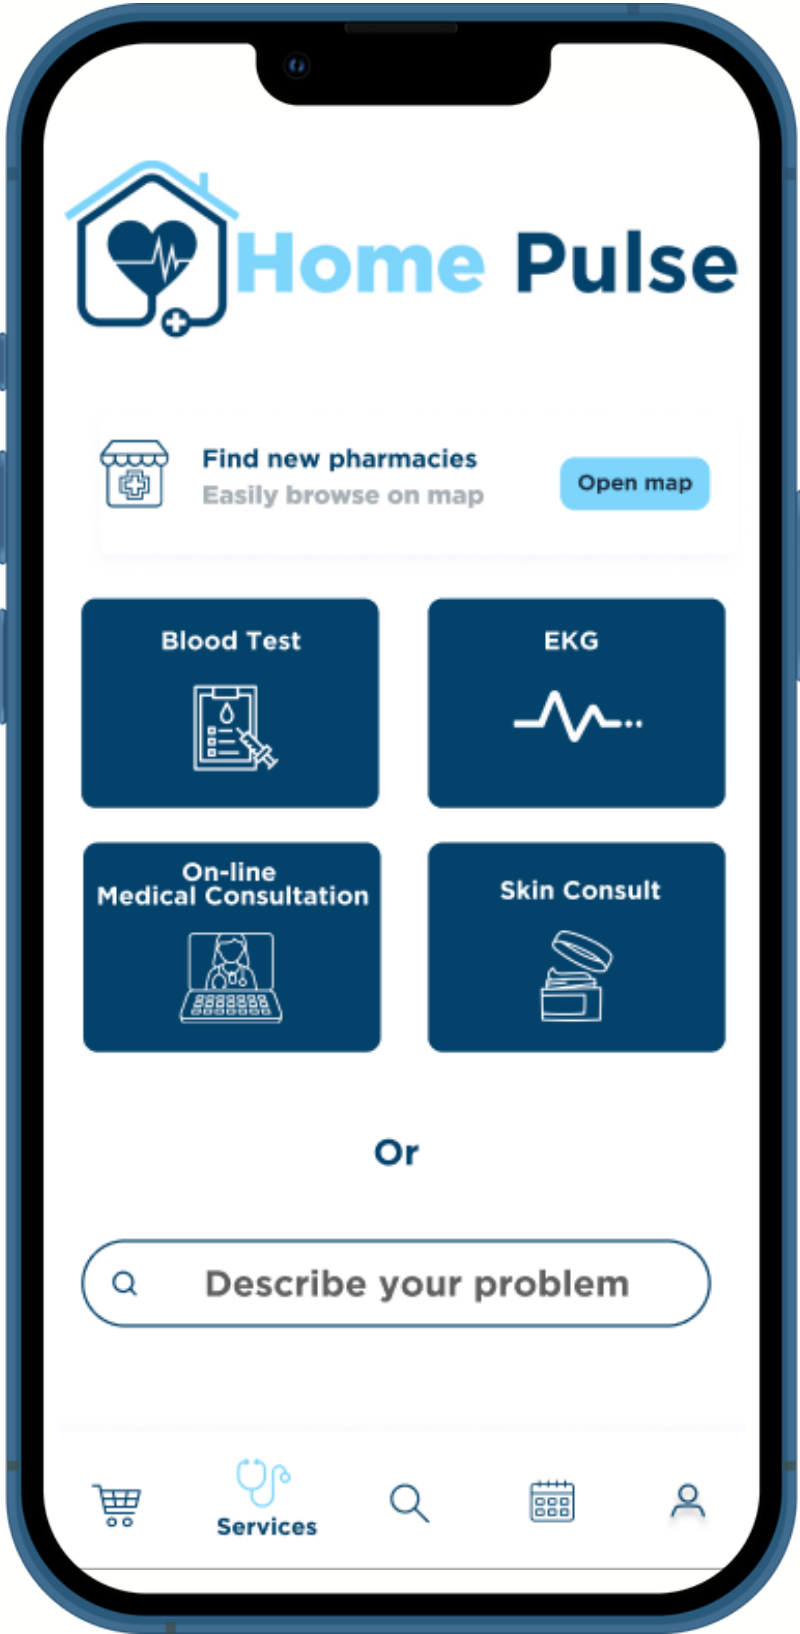 Home Pulse
Find new pharmacies
Easily browse on map
Open map
Blood Test
EKG
On-line
Medical Consultation
Skin Consult
Or
Describe your problem
Services